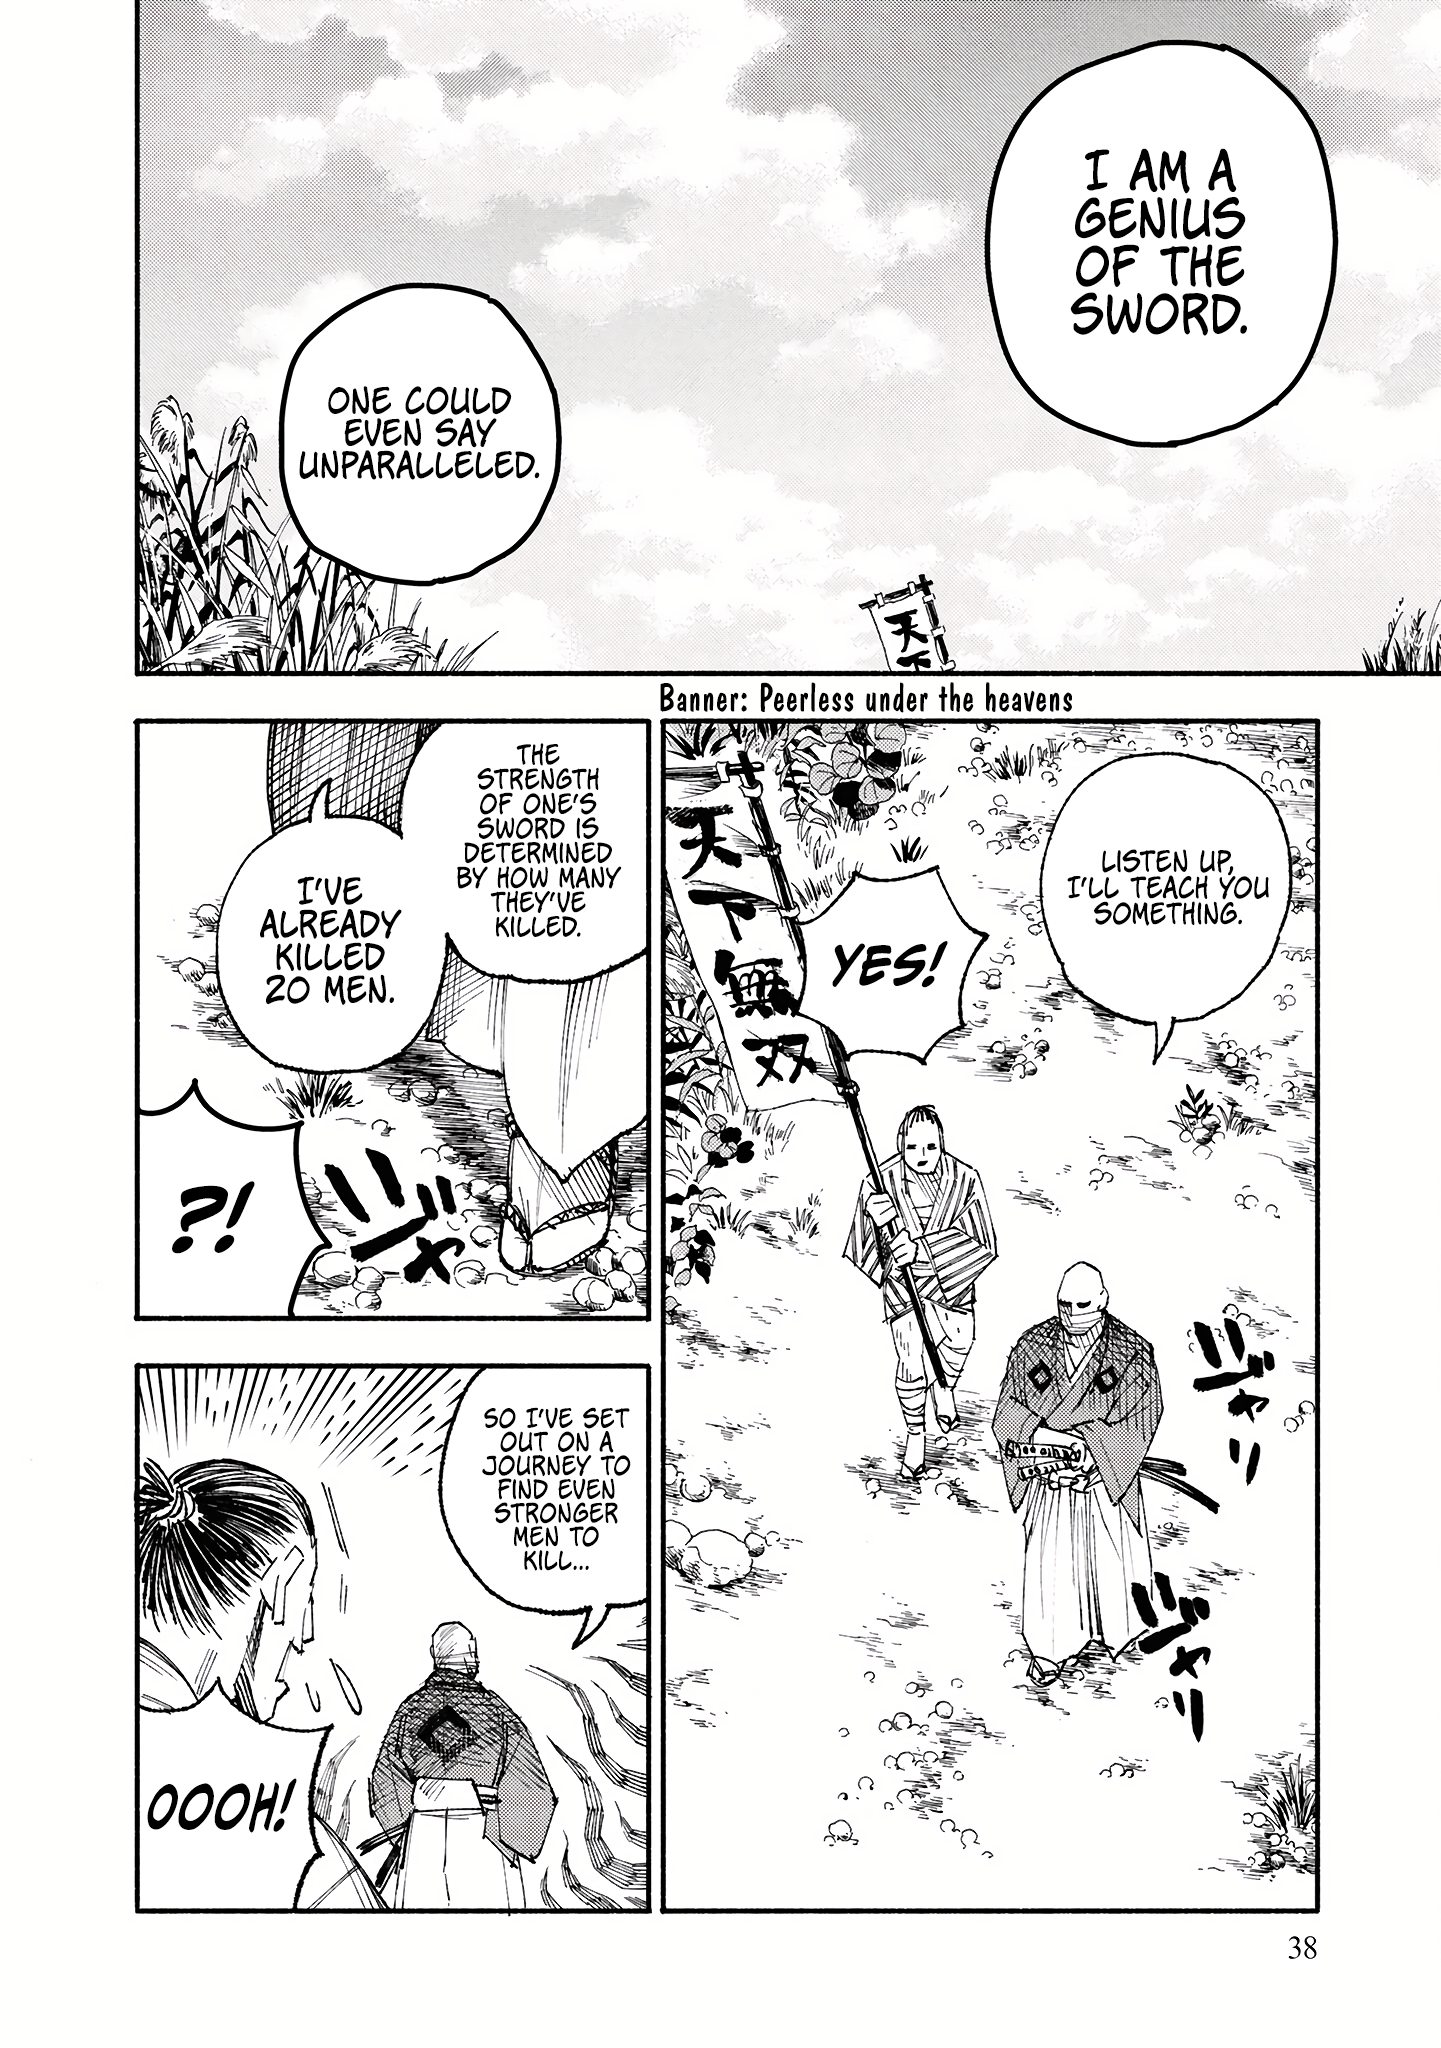 I AM A
GENIUS
OF THE
SWORD.
ONE COULD
EVEN SAY
UNPARALLELED.
天下
Banner: Peerless under the heavens
LISTEN UP,
I'LL TEACH YOU
SOMETHING.
YES!
天下無双
ジャリ
ジャリ
THE
STRENGTH
OF ONE'S
SWORD IS
DETERMINED
BY HOW MANY
THEY'VE
KILLED.
I'VE
ALREADY
KILLED
20 MEN.
ジャ
?!
SO I'VE SET
OUT ON A
JOURNEY TO
FIND EVEN
STRONGER
MEN TO
KILL...
OOOH!
38